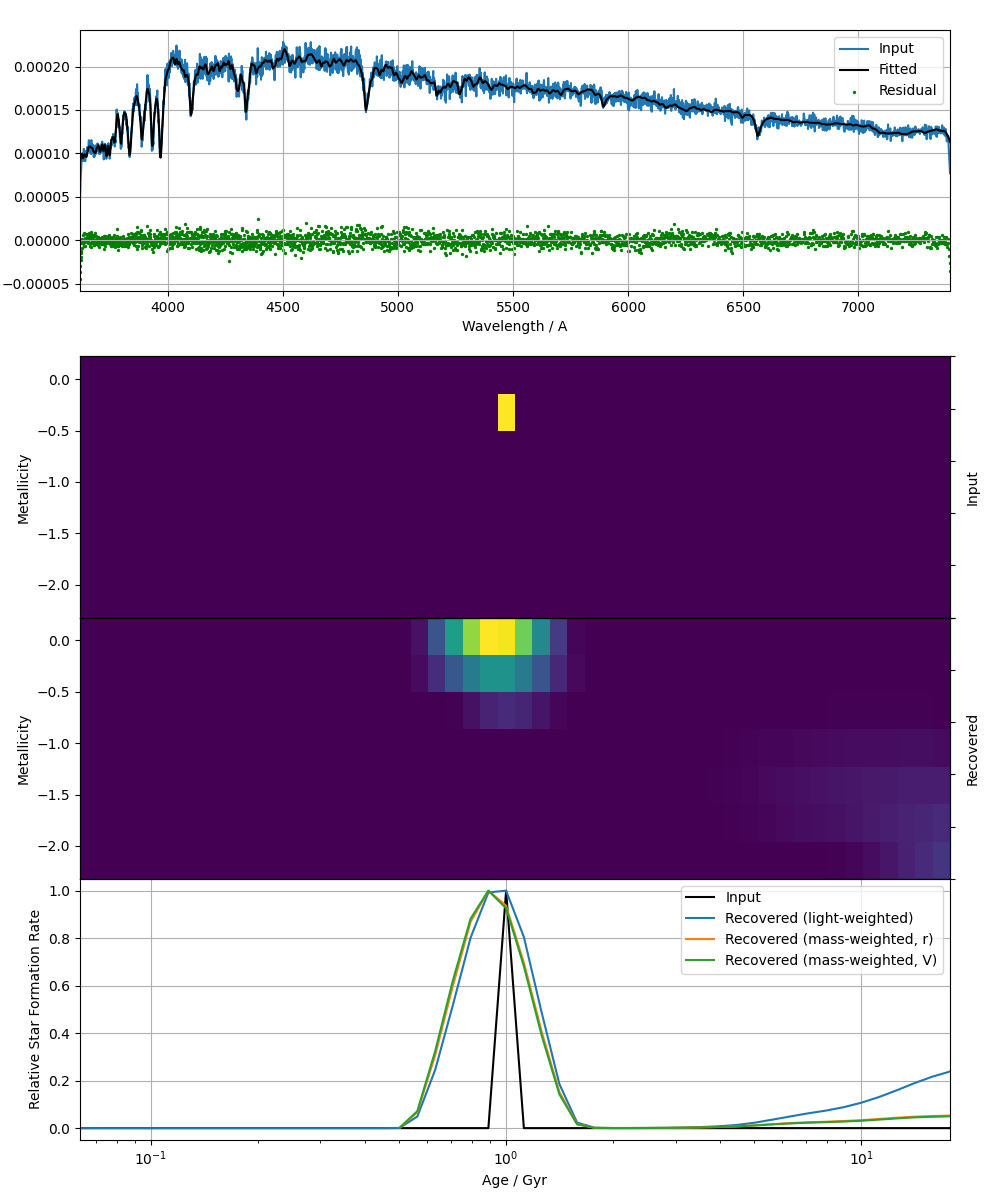 0.00020
0.00015
0.00010
0.00005
0.00000
−0.00005
Input
Fitted
Residual
4000 4500 5000 5500 6000 6500 7000
Wavelength / A
0.0
−0.5
−1.0
−1.5
−2.0
Metallicity
Input
0.0
−0.5
−1.0
−1.5
−2.0
Metallicity
Recovered
1.0
0.8
0.6
0.4
0.2
0.0
Relative Star Formation Rate
Input
Recovered (light-weighted)
Recovered (mass-weighted, r)
Recovered (mass-weighted, V)
10⁻¹ 10⁰ 10¹
Age / Gyr